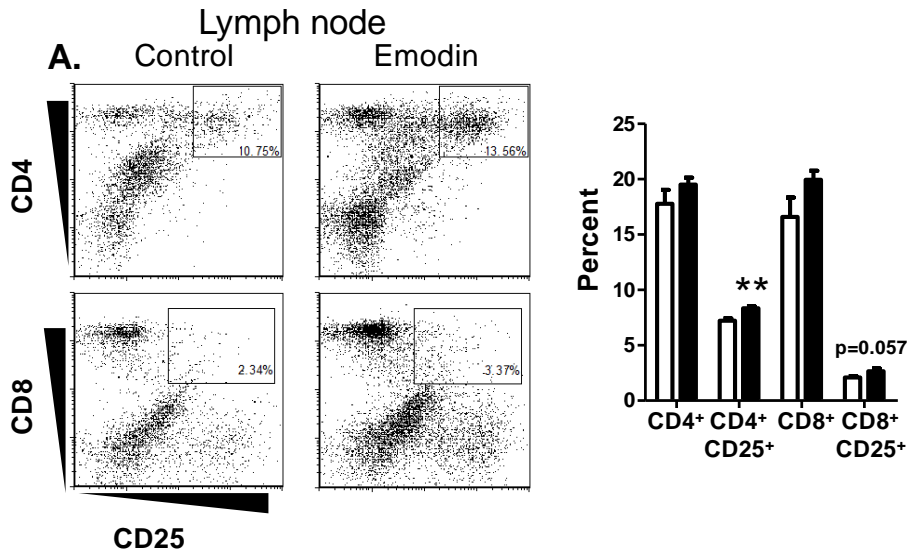 Lymph node
A. Control Emodin
CD4
10.75%
13.56%
CD8
2.34%
3.37%
CD25
Percent
25
20
15
10
5
0
**
p=0.057
CD4⁺ CD4⁺ CD8⁺ CD8⁺
CD25⁺ CD25⁺